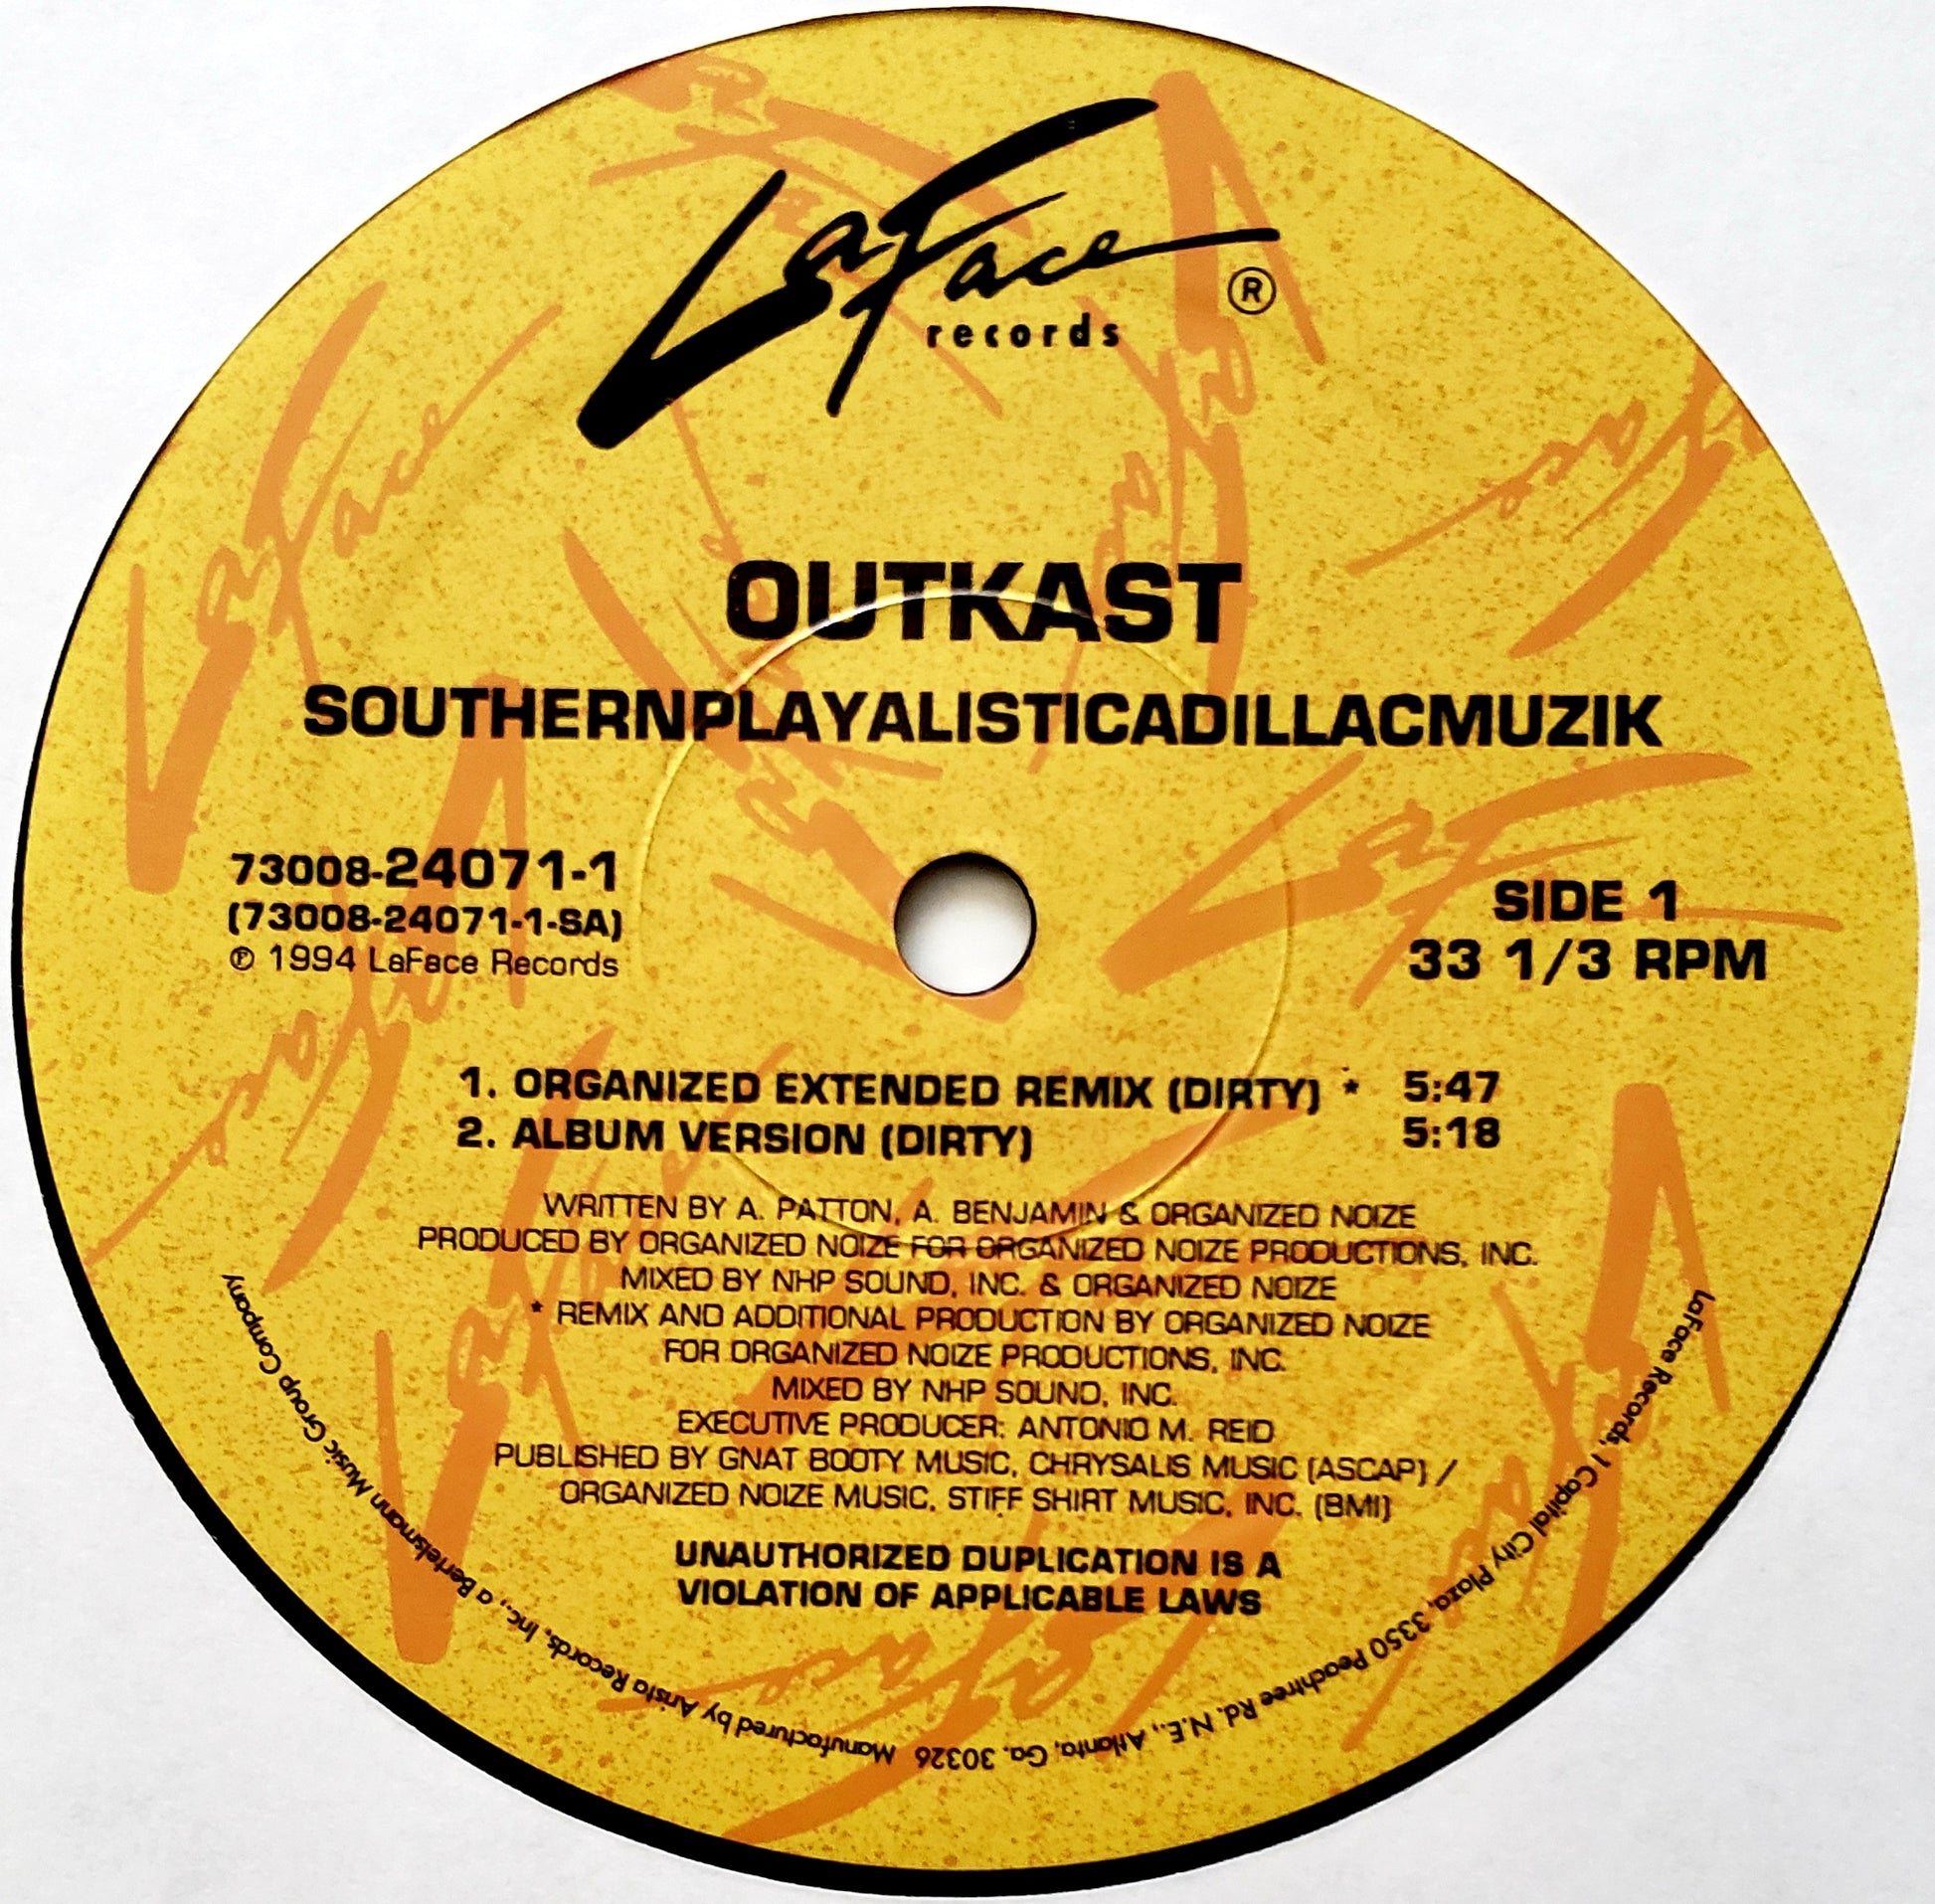 LaFace
records ®
OUTKAST
SOUTHERNPLAYALISTICADILLACMUZIK
73008-24071-1
(73008-24071-1-SA)
℗ 1994 LaFace Records
SIDE 1
33 1/3 RPM
1. ORGANIZED EXTENDED REMIX (DIRTY) * 5:47
2. ALBUM VERSION (DIRTY) 5:18
WRITTEN BY A. PATTON, A. BENJAMIN & ORGANIZED NOIZE
PRODUCED BY ORGANIZED NOIZE FOR ORGANIZED NOIZE PRODUCTIONS, INC.
MIXED BY NHP SOUND, INC. & ORGANIZED NOIZE
* REMIX AND ADDITIONAL PRODUCTION BY ORGANIZED NOIZE
FOR ORGANIZED NOIZE PRODUCTIONS, INC.
MIXED BY NHP SOUND, INC.
EXECUTIVE PRODUCER: ANTONIO M. REID
PUBLISHED BY GNAT BOOTY MUSIC, CHRYSALIS MUSIC (ASCAP) /
ORGANIZED NOIZE MUSIC, STIFF SHIRT MUSIC, INC. (BMI)
UNAUTHORIZED DUPLICATION IS A
VIOLATION OF APPLICABLE LAWS
LaFace Records, 1 Capital City Plaza, 3350 Peachtree Rd. N.E., Atlanta, Ga. 30326 Manufactured by Arista Records, Inc., a Bertelsmann Music Group Company